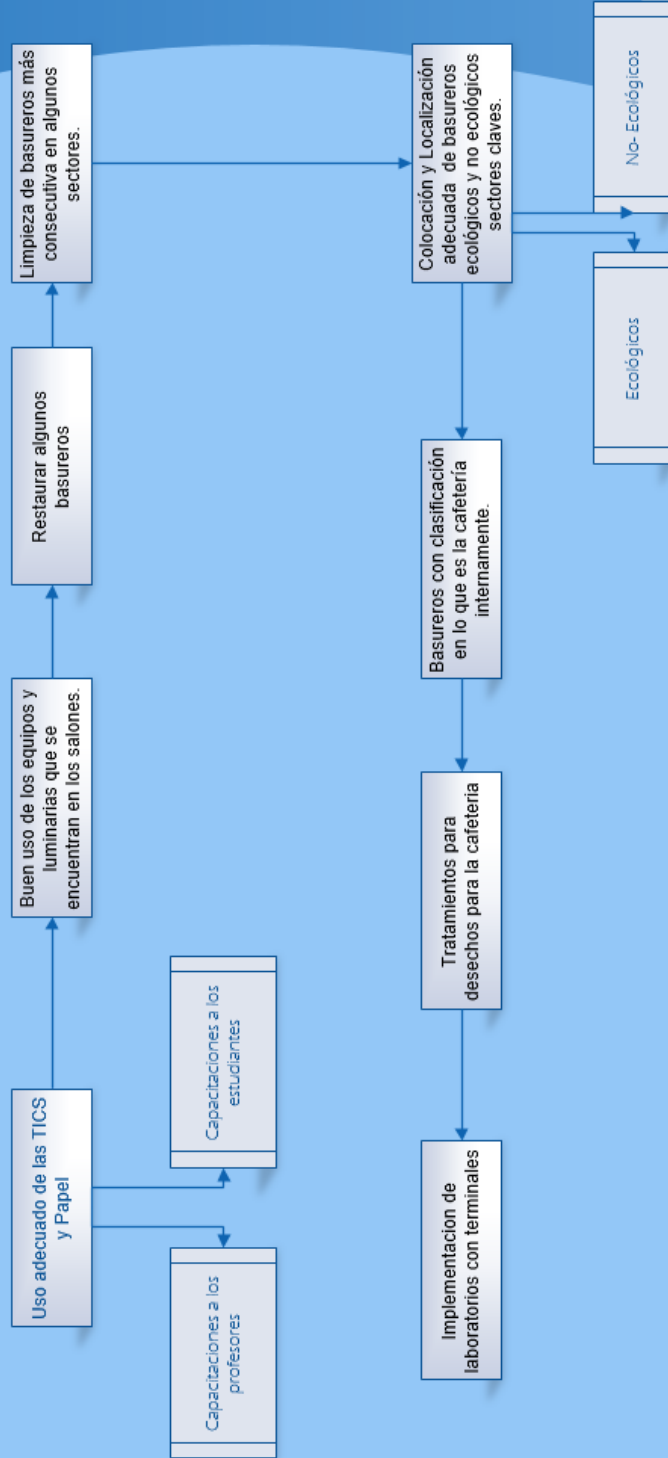 Uso adecuado de las TICS
y Papel
Capacitaciones a los
profesores
Capacitaciones a los
estudiantes
Buen uso de los equipos y
luminarias que se
encuentran en los salones.
Restaurar algunos
basureros
Limpieza de basureros más
consecutiva en algunos
sectores.
Colocación y Localización
adecuada de basureros
ecológicos y no ecológicos
sectores claves.
Ecológicos
No- Ecológicos
Basureros con clasificación
en lo que es la cafetería
internamente.
Tratamientos para
desechos para la cafeteria
Implementacion de
laboratorios con terminales